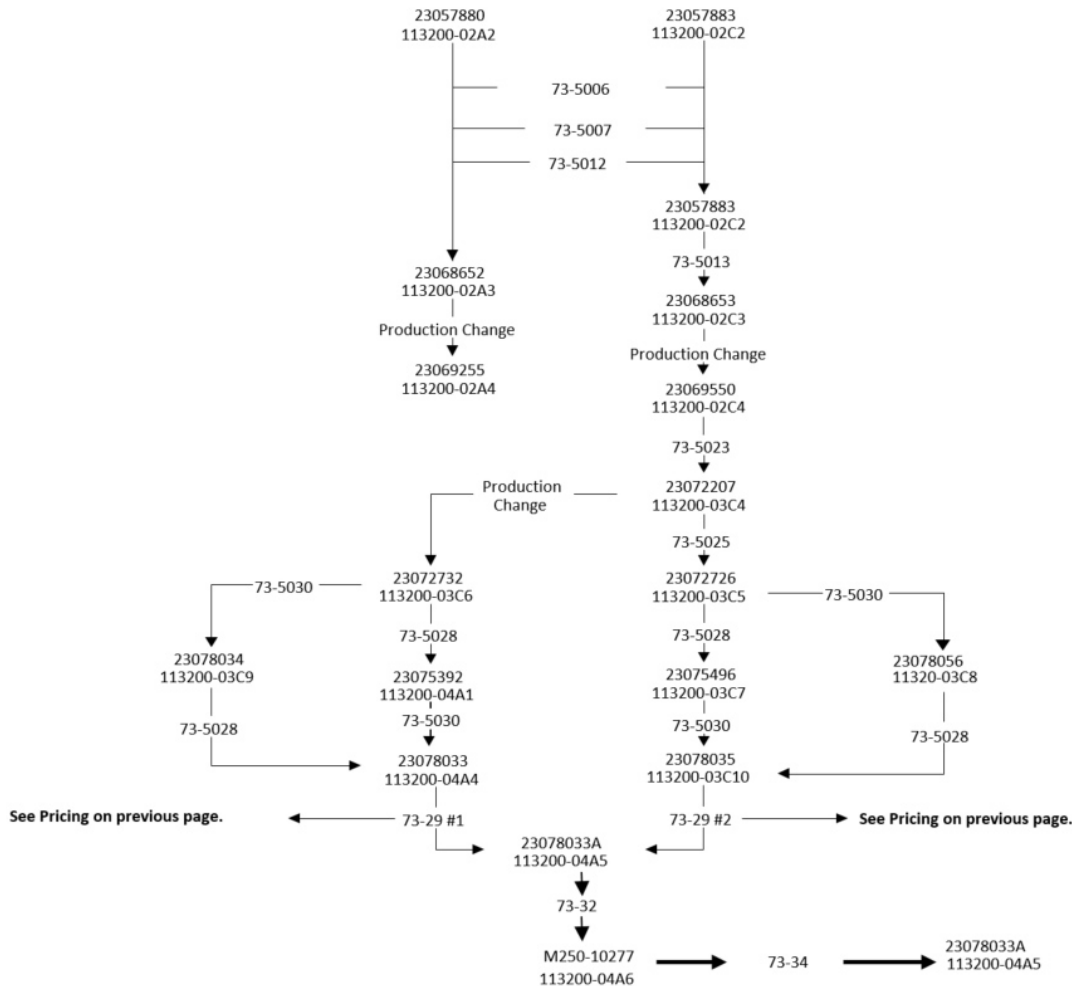 23057880
113200-02A2
23057883
113200-02C2
73-5006
73-5007
73-5012
23057883
113200-02C2
73-5013
23068652
113200-02A3
23068653
113200-02C3
Production Change
Production Change
23069255
113200-02A4
23069550
113200-02C4
73-5023
Production
Change
23072207
113200-03C4
73-5025
73-5030
23072732
113200-03C6
23072726
113200-03C5
73-5030
73-5028
73-5028
23078034
113200-03C9
23075392
113200-04A1
23075496
113200-03C7
23078056
11320-03C8
73-5028
73-5030
73-5030
73-5028
23078033
113200-04A4
23078035
113200-03C10
See Pricing on previous page.
73-29 #1
73-29 #2
See Pricing on previous page.
23078033A
113200-04A5
73-32
M250-10277
113200-04A6
73-34
23078033A
113200-04A5